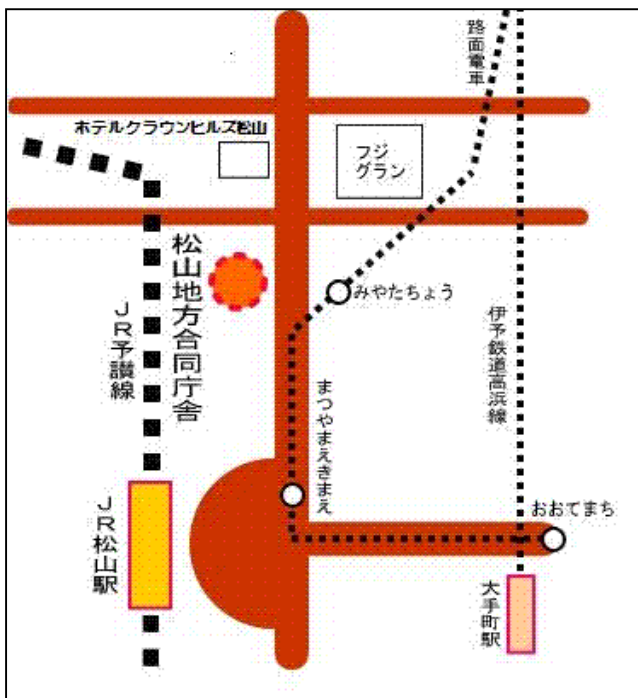 路面電車
ホテルクラウンヒルズ松山
フジ
グラン
松山地方合同庁舎
みやたちょう
JR予讃線
伊予鉄道高浜線
まつやまえきまえ
おおてまち
JR松山駅
大手町駅